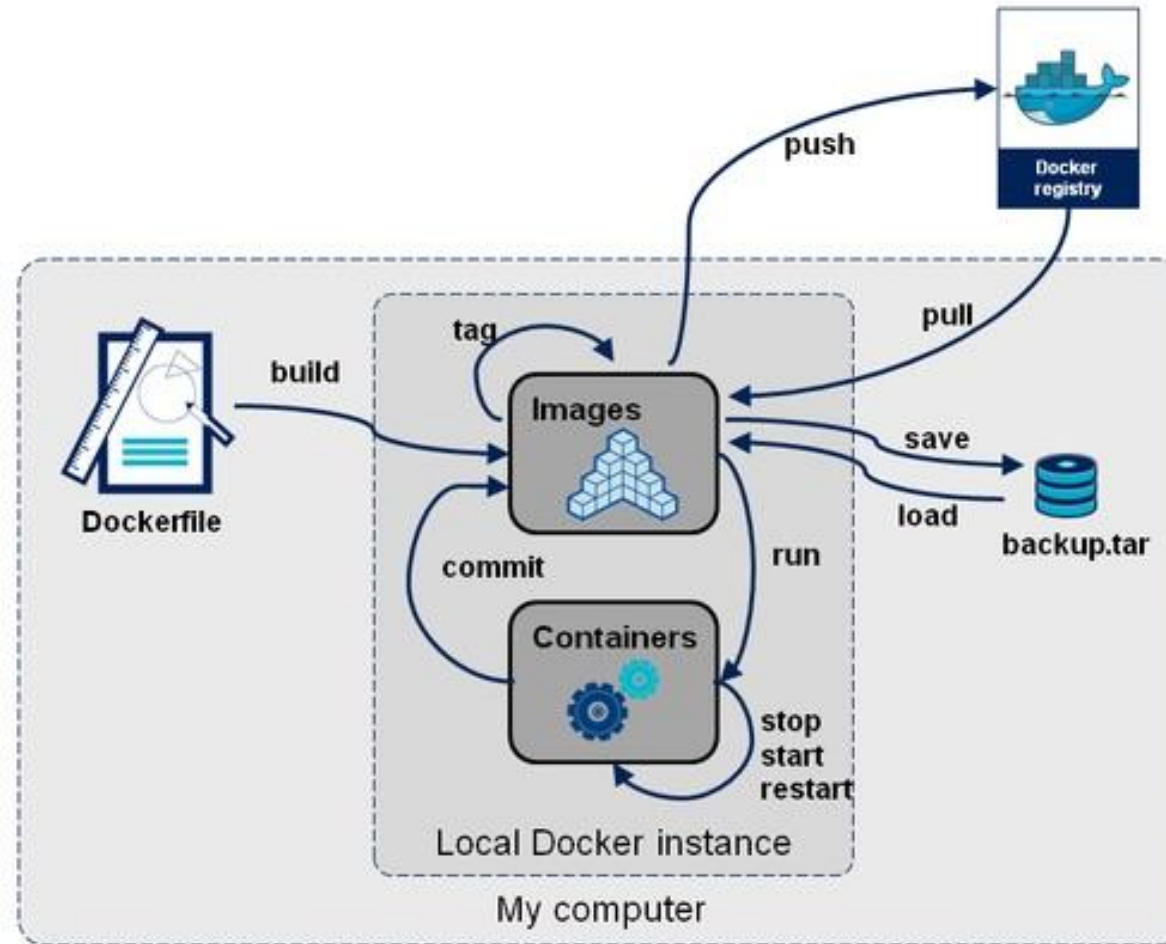 push
Docker
registry
pull
tag
build
Images
save
Dockerfile
load
backup.tar
commit
run
Containers
stop
start
restart
Local Docker instance
My computer